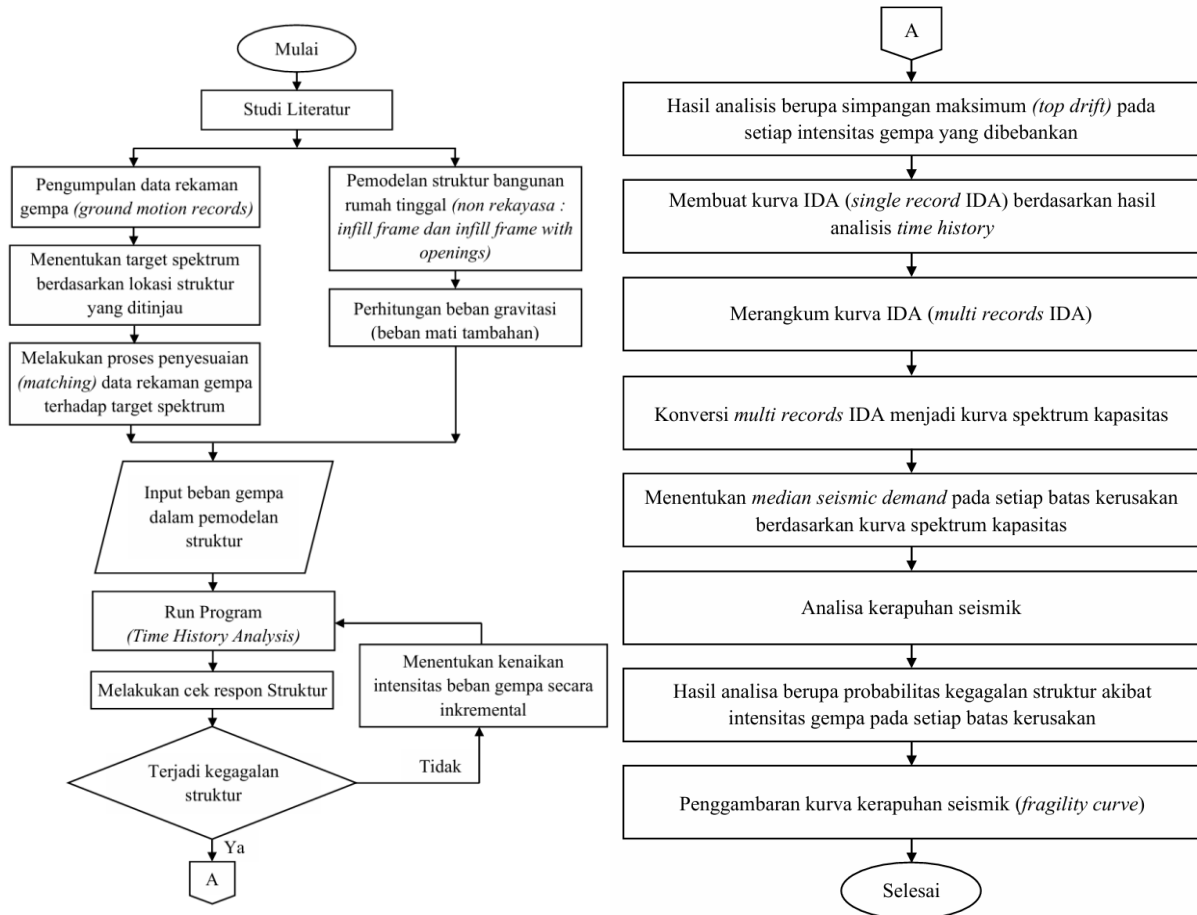 Mulai
Studi Literatur
Pengumpulan data rekaman
gempa (ground motion records)
Menentukan target spektrum
berdasarkan lokasi struktur
yang ditinjau
Melakukan proses penyesuaian
(matching) data rekaman gempa
terhadap target spektrum
Pemodelan struktur bangunan
rumah tinggal (non rekayasa :
infill frame dan infill frame with
openings)
Perhitungan beban gravitasi
(beban mati tambahan)
Input beban gempa
dalam pemodelan
struktur
Run Program
(Time History Analysis)
Melakukan cek respon Struktur
Menentukan kenaikan
intensitas beban gempa secara
inkremental
Terjadi kegagalan
struktur
Tidak
Ya
A
A
Hasil analisis berupa simpangan maksimum (top drift) pada
setiap intensitas gempa yang dibebankan
Membuat kurva IDA (single record IDA) berdasarkan hasil
analisis time history
Merangkum kurva IDA (multi records IDA)
Konversi multi records IDA menjadi kurva spektrum kapasitas
Menentukan median seismic demand pada setiap batas kerusakan
berdasarkan kurva spektrum kapasitas
Analisa kerapuhan seismik
Hasil analisa berupa probabilitas kegagalan struktur akibat
intensitas gempa pada setiap batas kerusakan
Penggambaran kurva kerapuhan seismik (fragility curve)
Selesai